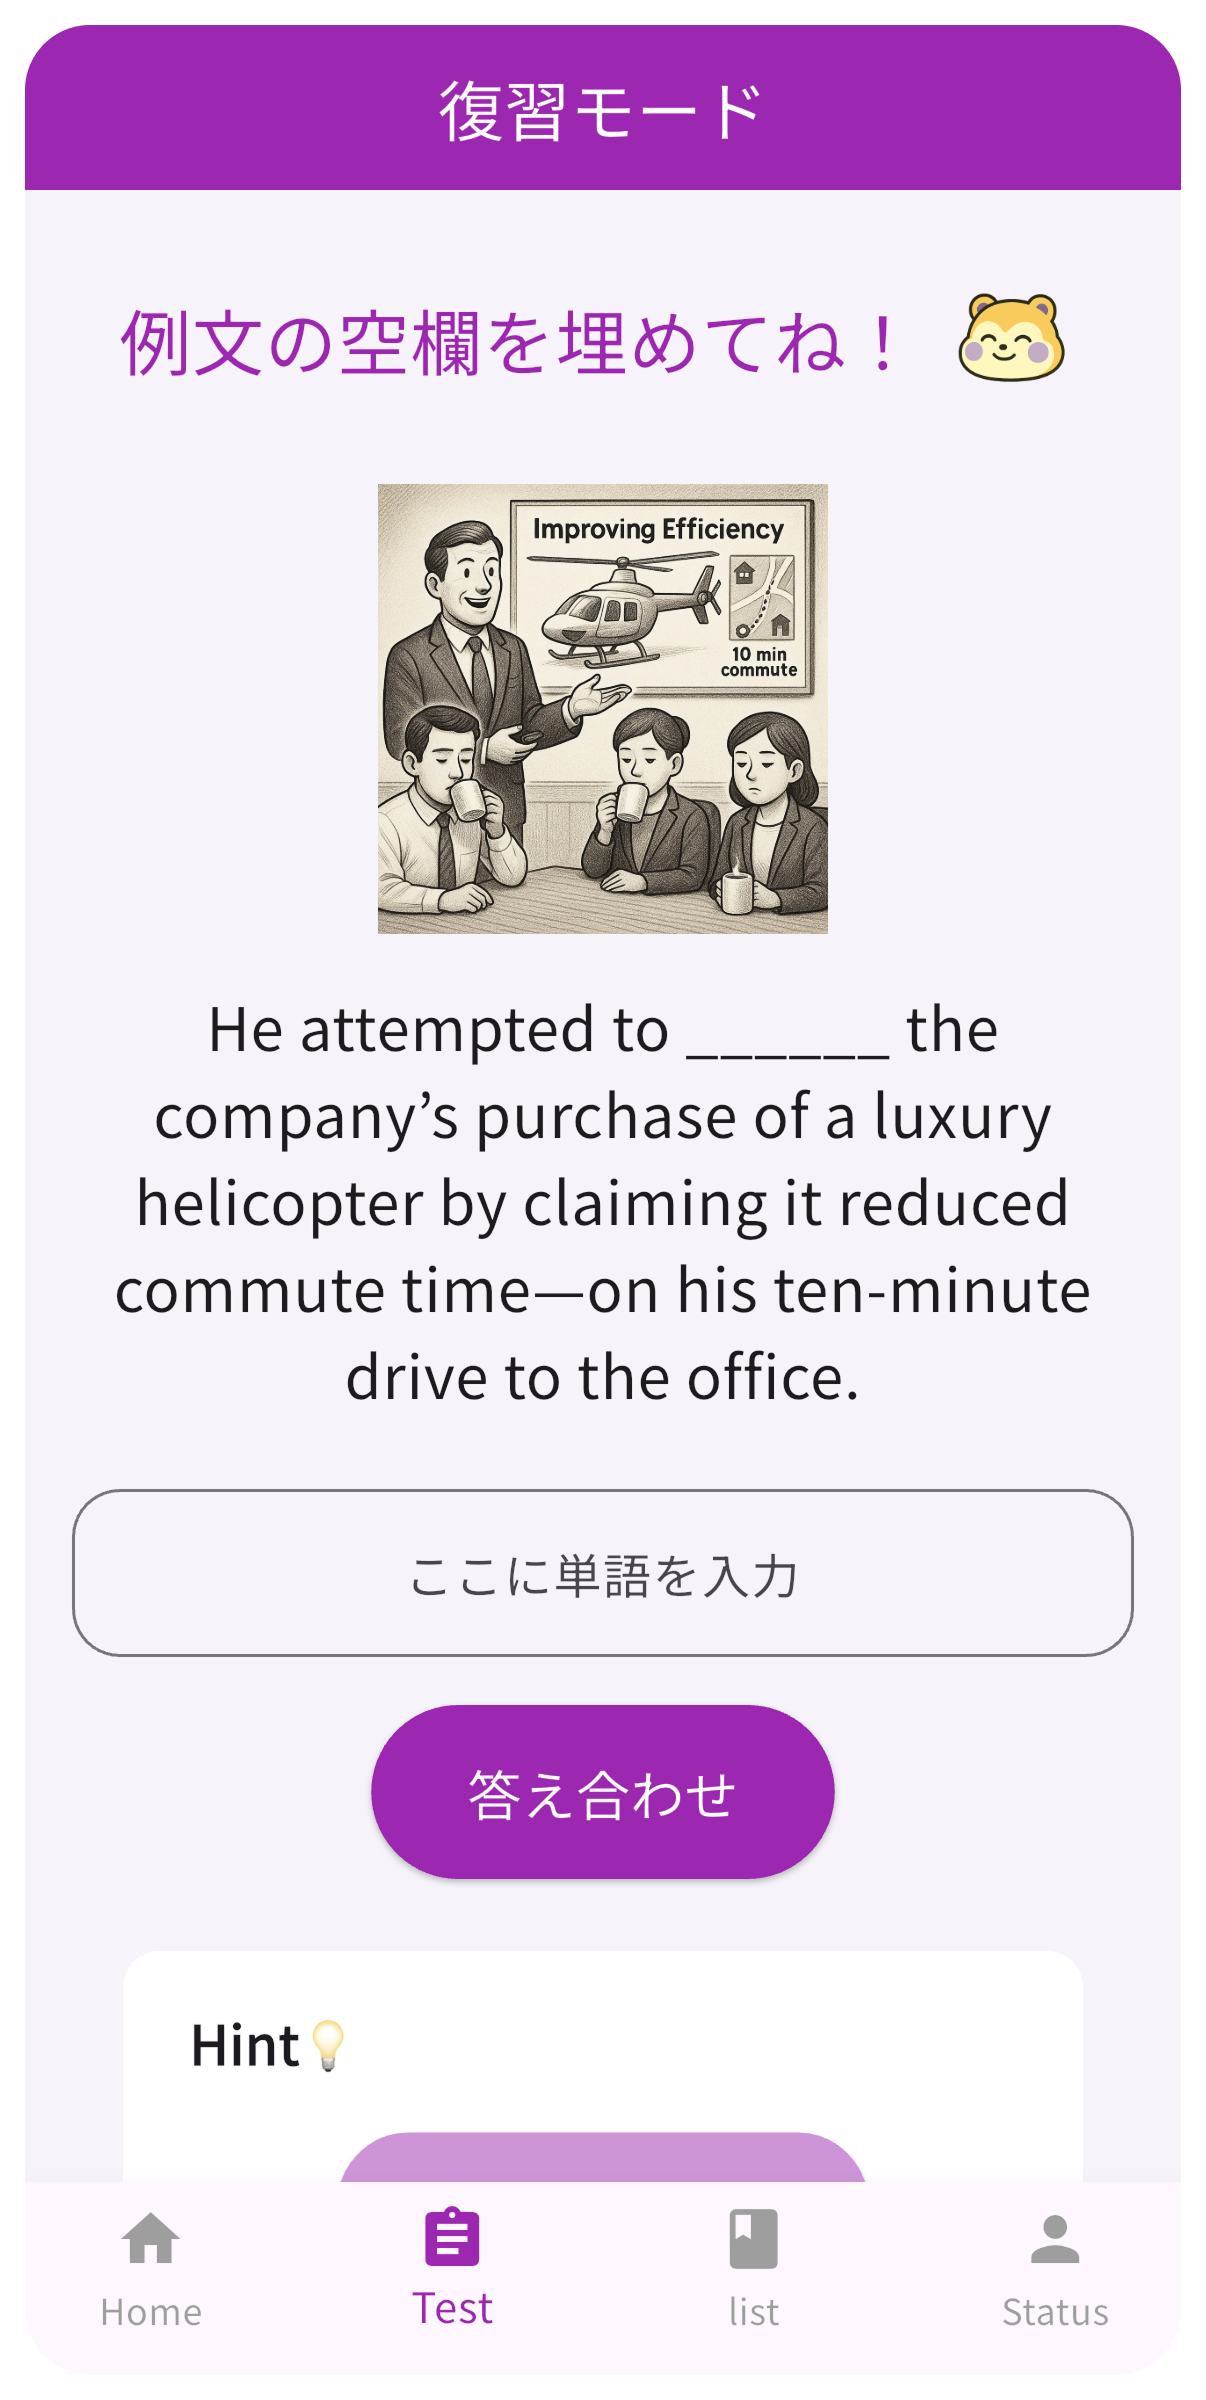 復習モード
例文の空欄を埋めてね！
Improving Efficiency
10 min
commute
He attempted to ______ the
company’s purchase of a luxury
helicopter by claiming it reduced
commute time—on his ten-minute
drive to the office.
ここに単語を入力
答え合わせ
Hint💡
Home
Test
list
Status